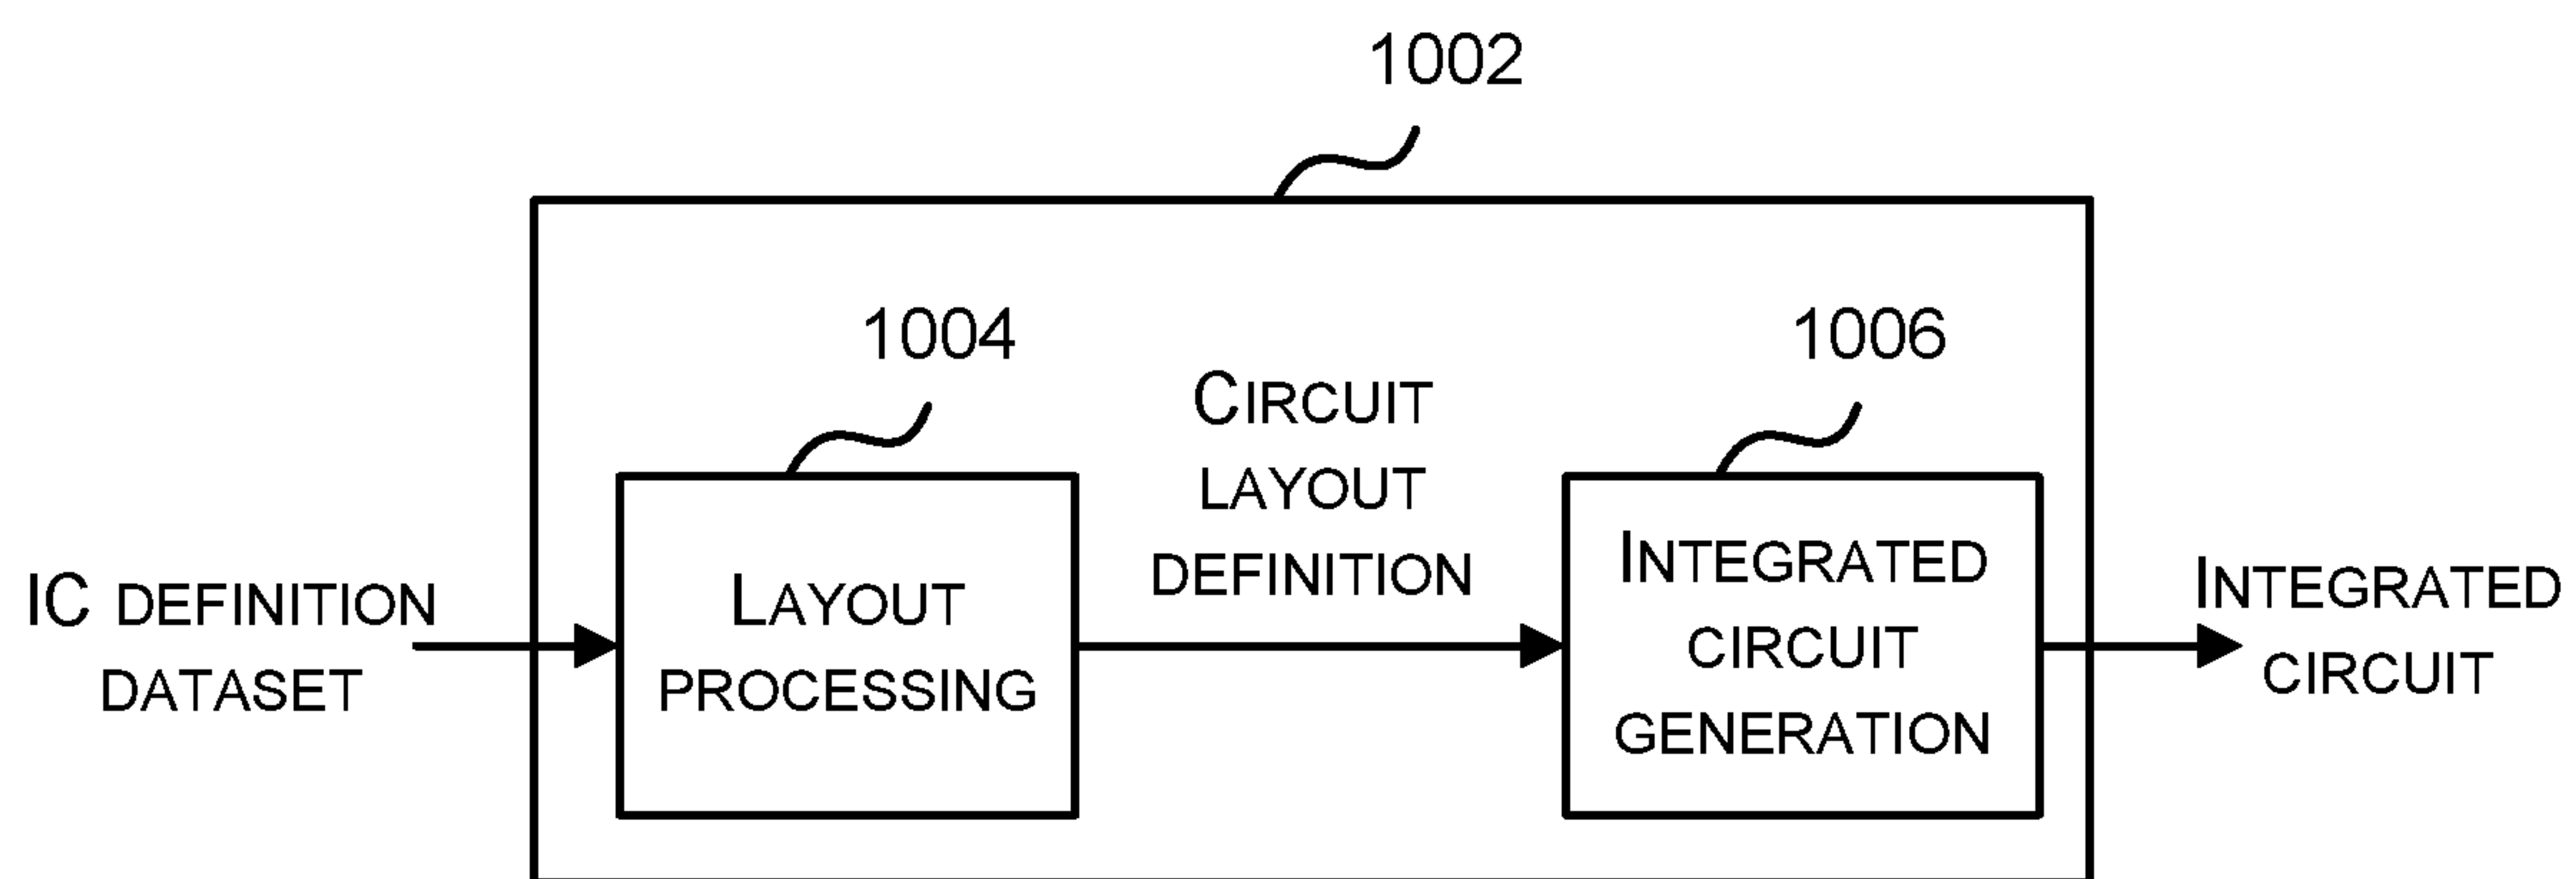 1002
1004
1006
CIRCUIT
LAYOUT
DEFINITION
IC DEFINITION
DATASET
LAYOUT
PROCESSING
INTEGRATED
CIRCUIT
GENERATION
INTEGRATED
CIRCUIT